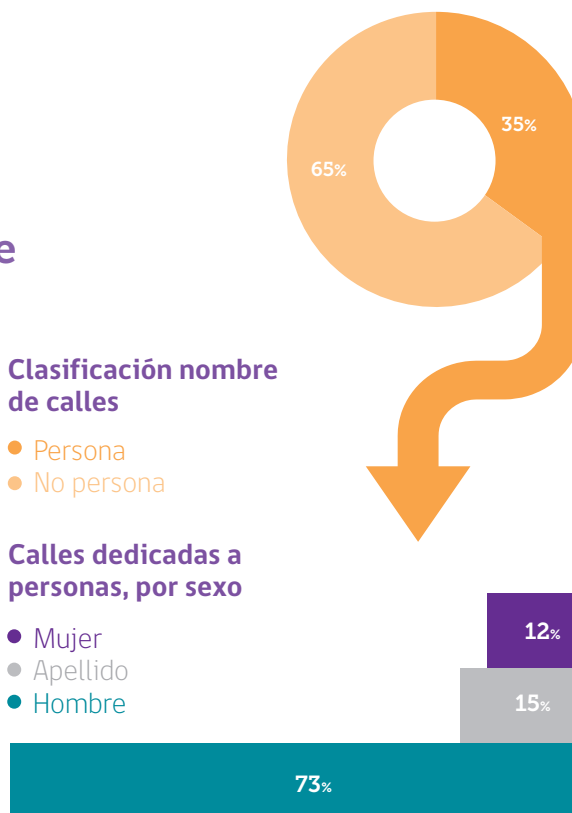 35%
65%
e
Clasificación nombre
de calles
Persona
No persona
Calles dedicadas a
personas, por sexo
Mujer
Apellido
Hombre
12%
15%
73%